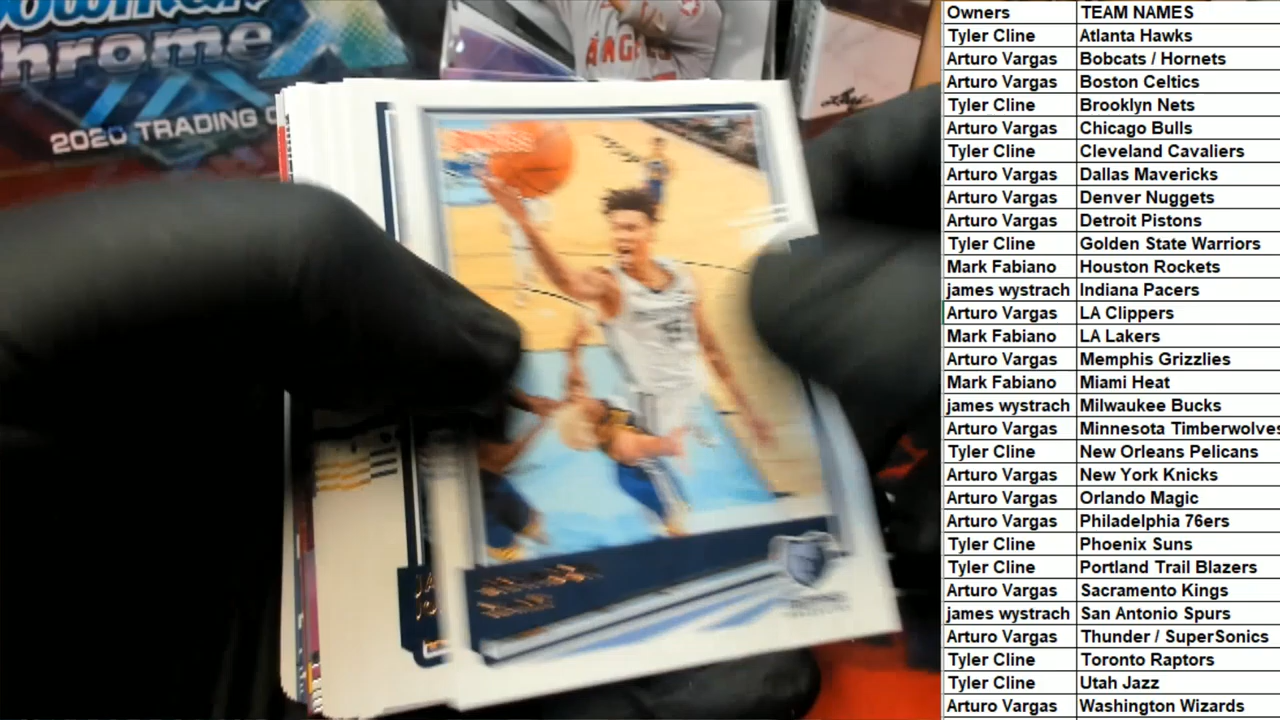 Bowman
Chrome
2020 TRADING
ANGELS
Owners TEAM NAMES
Tyler Cline Atlanta Hawks
Arturo Vargas Bobcats / Hornets
Arturo Vargas Boston Celtics
Tyler Cline Brooklyn Nets
Arturo Vargas Chicago Bulls
Tyler Cline Cleveland Cavaliers
Arturo Vargas Dallas Mavericks
Arturo Vargas Denver Nuggets
Arturo Vargas Detroit Pistons
Tyler Cline Golden State Warriors
Mark Fabiano Houston Rockets
james wystrach Indiana Pacers
Arturo Vargas LA Clippers
Mark Fabiano LA Lakers
Arturo Vargas Memphis Grizzlies
Mark Fabiano Miami Heat
james wystrach Milwaukee Bucks
Arturo Vargas Minnesota Timberwolves
Tyler Cline New Orleans Pelicans
Arturo Vargas New York Knicks
Arturo Vargas Orlando Magic
Arturo Vargas Philadelphia 76ers
Tyler Cline Phoenix Suns
Tyler Cline Portland Trail Blazers
Arturo Vargas Sacramento Kings
james wystrach San Antonio Spurs
Arturo Vargas Thunder / SuperSonics
Tyler Cline Toronto Raptors
Tyler Cline Utah Jazz
Arturo Vargas Washington Wizards